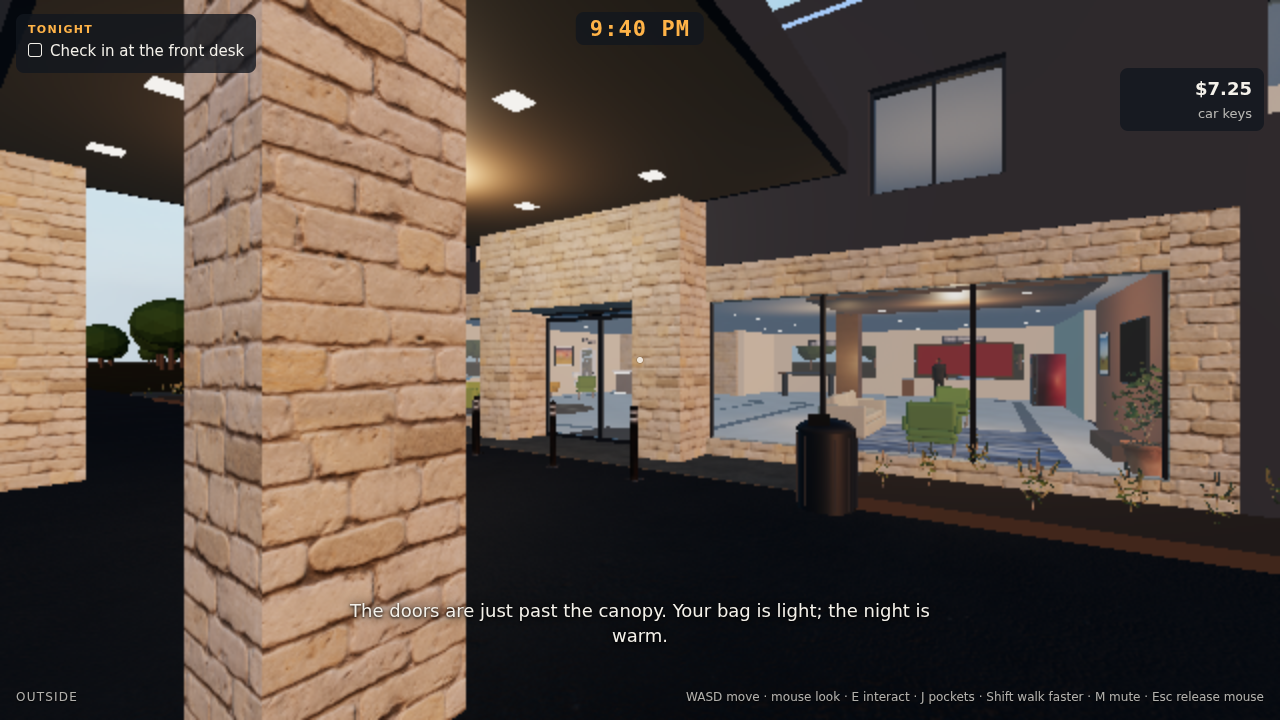 TONIGHT
Check in at the front desk
9:40 PM
$7.25
car keys
The doors are just past the canopy. Your bag is light; the night is
warm.
OUTSIDE
WASD move · mouse look · E interact · J pockets · Shift walk faster · M mute · Esc release mouse